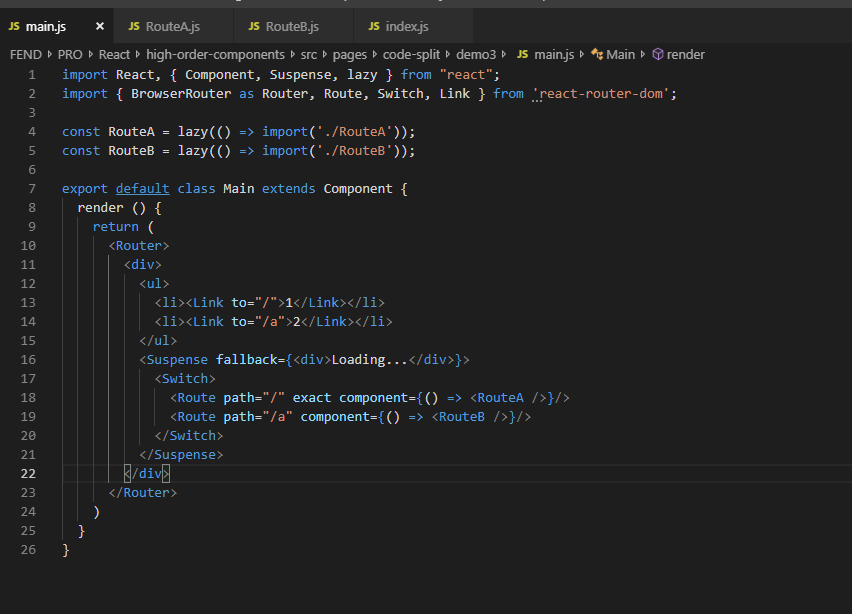 JS main.js × JS RouteA.js JS RouteB.js JS index.js
FEND PRO React high-order-components src pages code-split demo3 JS main.js Main render
1 import React, { Component, Suspense, lazy } from "react";
2 import { BrowserRouter as Router, Route, Switch, Link } from 'react-router-dom';
3
4 const RouteA = lazy(() => import('./RouteA'));
5 const RouteB = lazy(() => import('./RouteB'));
6
7 export default class Main extends Component {
8 render () {
9 return (
10 <Router>
11 <div>
12 <ul>
13 <li><Link to="/">1</Link></li>
14 <li><Link to="/a">2</Link></li>
15 </ul>
16 <Suspense fallback={<div>Loading...</div>}>
17 <Switch>
18 <Route path="/" exact component={() => <RouteA />}/>
19 <Route path="/a" component={() => <RouteB />}/>
20 </Switch>
21 </Suspense>
22 </div>
23 </Router>
24 )
25 }
26 }